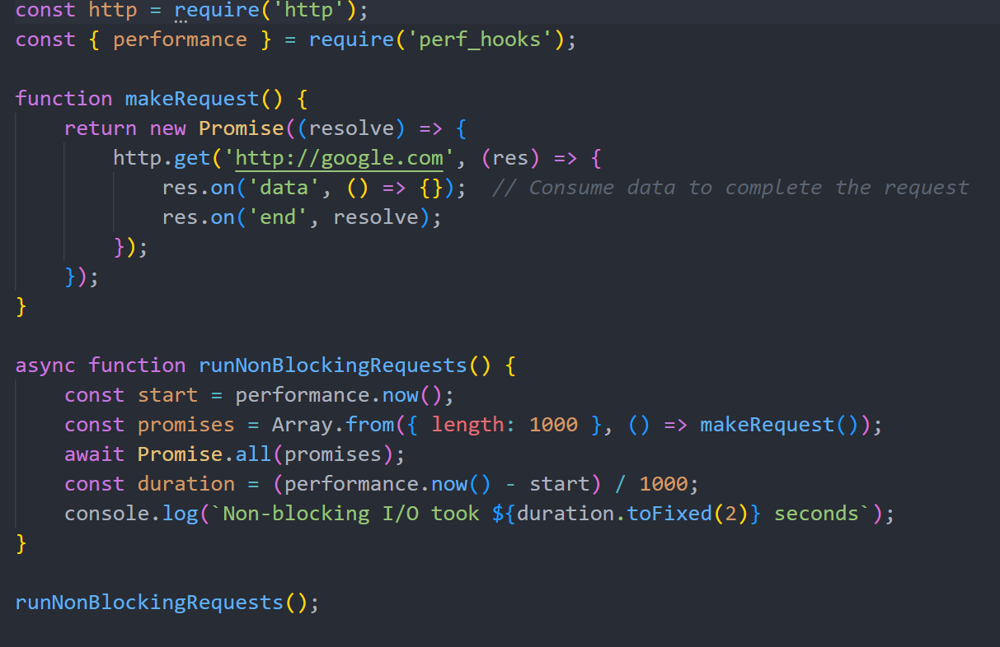 const http = require('http');
const { performance } = require('perf_hooks');

function makeRequest() {
    return new Promise((resolve) => {
        http.get('http://google.com', (res) => {
            res.on('data', () => {});  // Consume data to complete the request
            res.on('end', resolve);
        });
    });
}

async function runNonBlockingRequests() {
    const start = performance.now();
    const promises = Array.from({ length: 1000 }, () => makeRequest());
    await Promise.all(promises);
    const duration = (performance.now() - start) / 1000;
    console.log(`Non-blocking I/O took ${duration.toFixed(2)} seconds`);
}

runNonBlockingRequests();